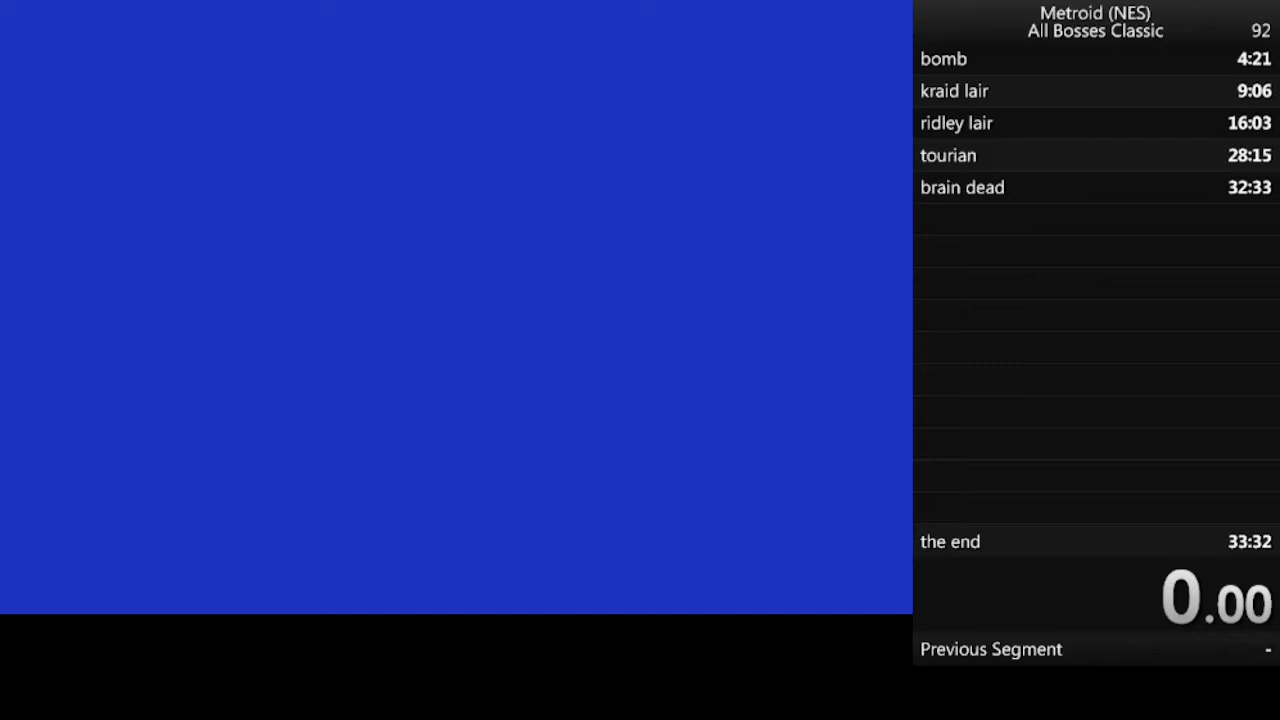 Metroid (NES)
All Bosses Classic 92
bomb 4:21
kraid lair 9:06
ridley lair 16:03
tourian 28:15
brain dead 32:33
the end 33:32
0.00
Previous Segment -